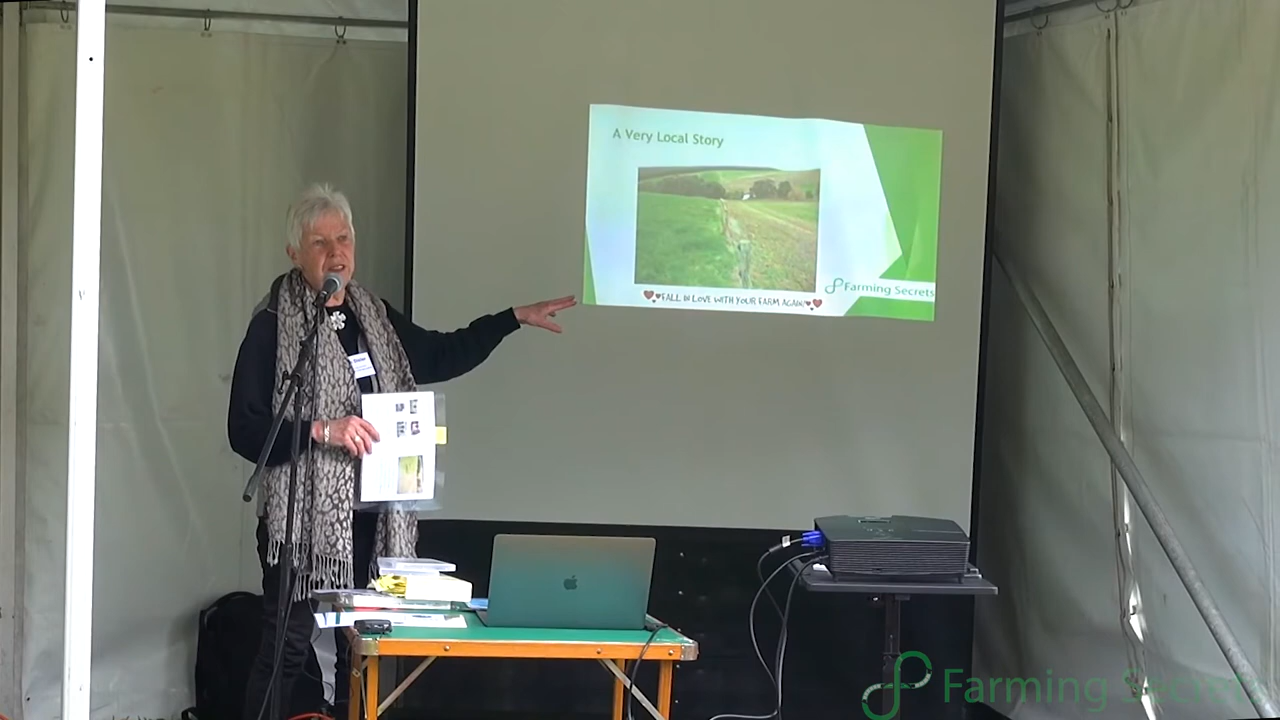 A Very Local Story
Farming Secrets
FALL IN LOVE WITH YOUR FARM AGAIN!
Farming Secrets